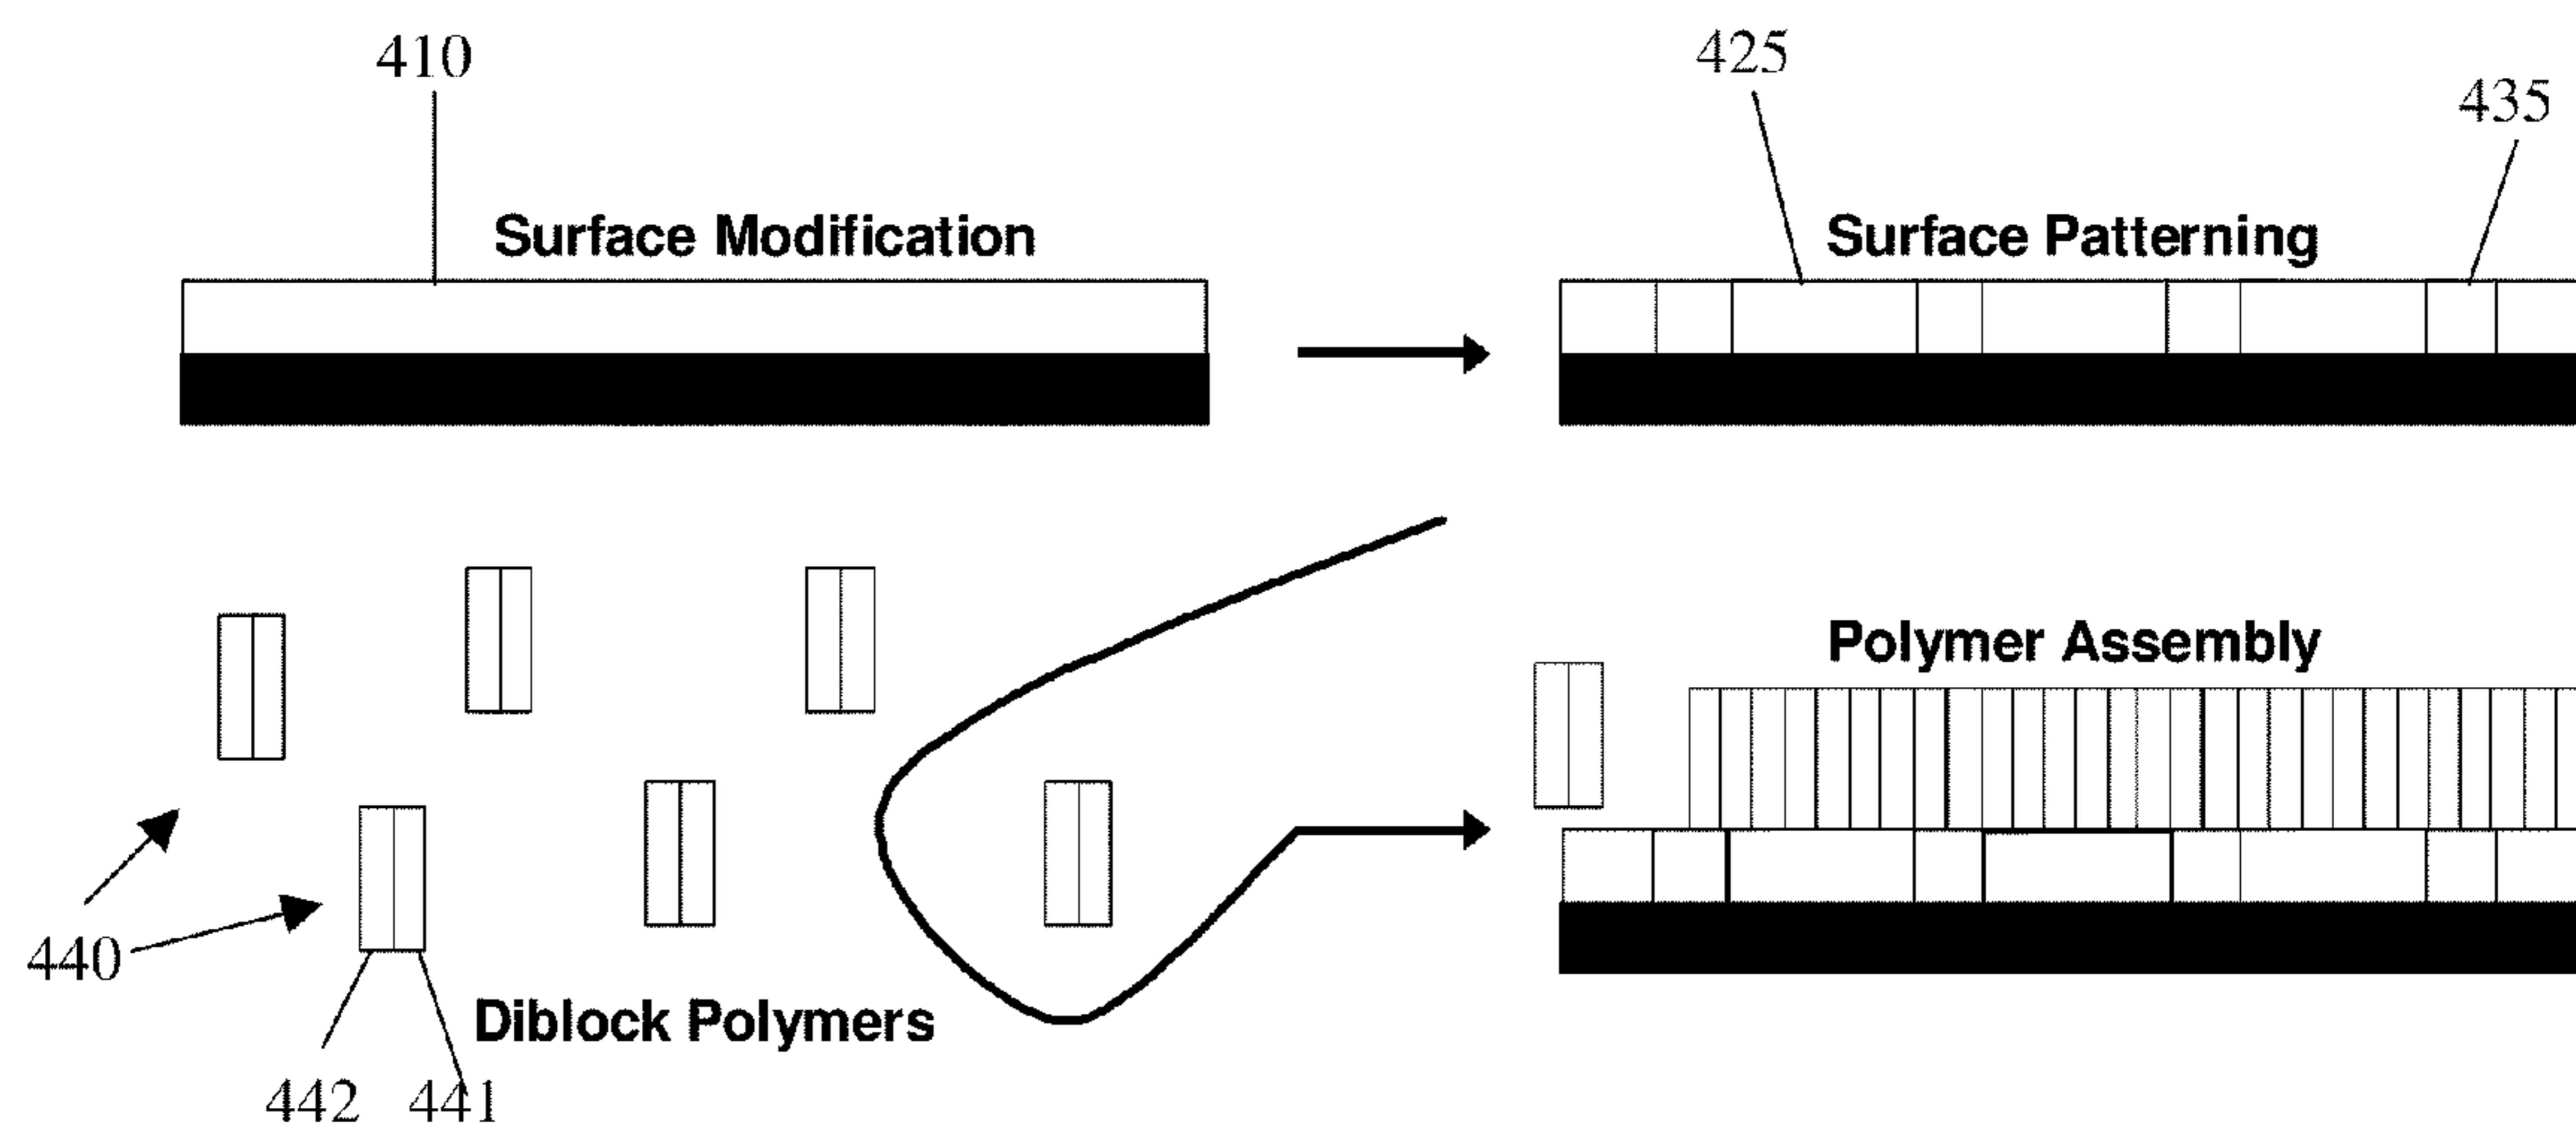 410
425
435
Surface Modification
Surface Patterning
Polymer Assembly
440
Diblock Polymers
442 441